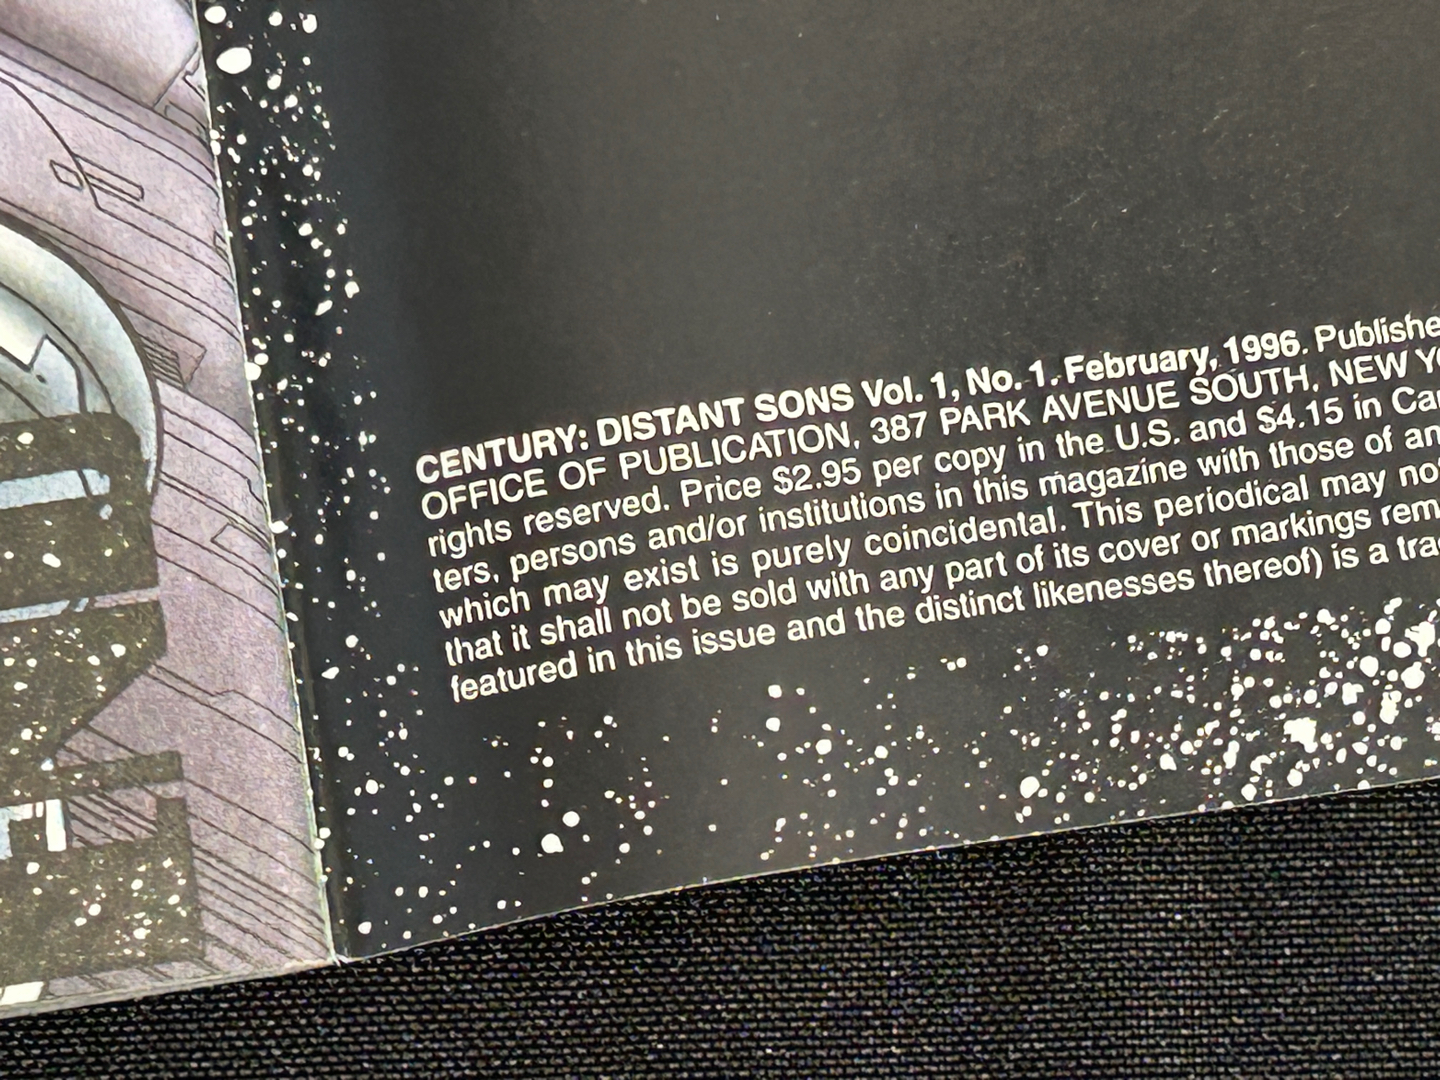 CENTURY: DISTANT SONS Vol. 1, No. 1. February, 1996. Publishe
OFFICE OF PUBLICATION, 387 PARK AVENUE SOUTH, NEW YO
rights reserved. Price $2.95 per copy in the U.S. and $4.15 in Can
ters, persons and/or institutions in this magazine with those of an
which may exist is purely coincidental. This periodical may not
that it shall not be sold with any part of its cover or markings rem
featured in this issue and the distinct likenesses thereof) is a trad